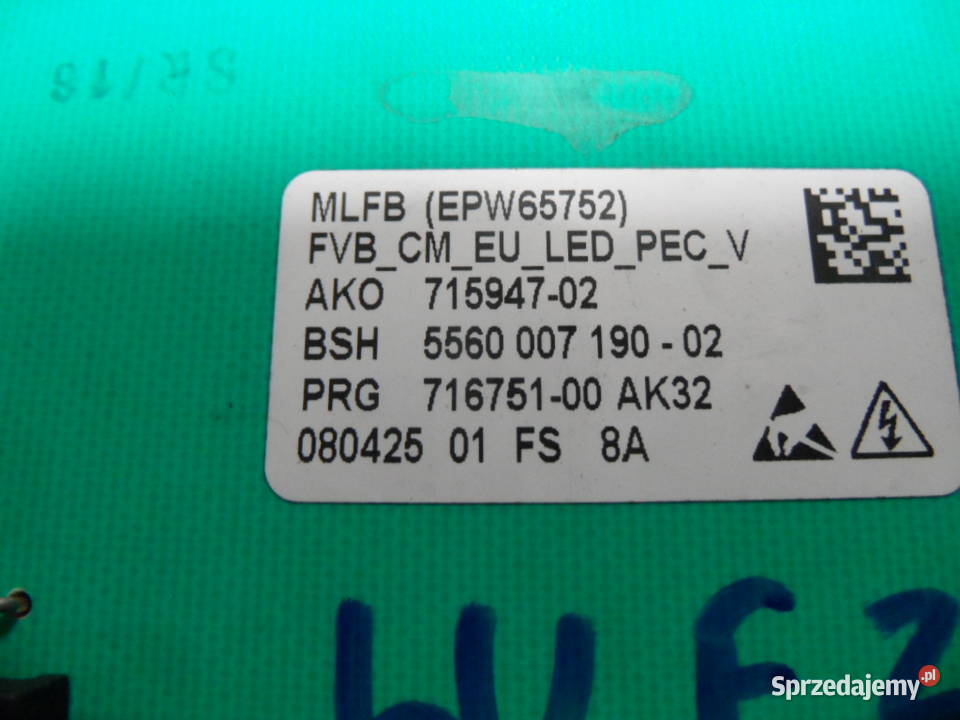 MLFB (EPW65752)
FVB_CM_EU_LED_PEC_V
AKO 715947-02
BSH 5560 007 190 - 02
PRG 716751-00 AK32
080425 01 FS 8A
Sprzedajemy.pl